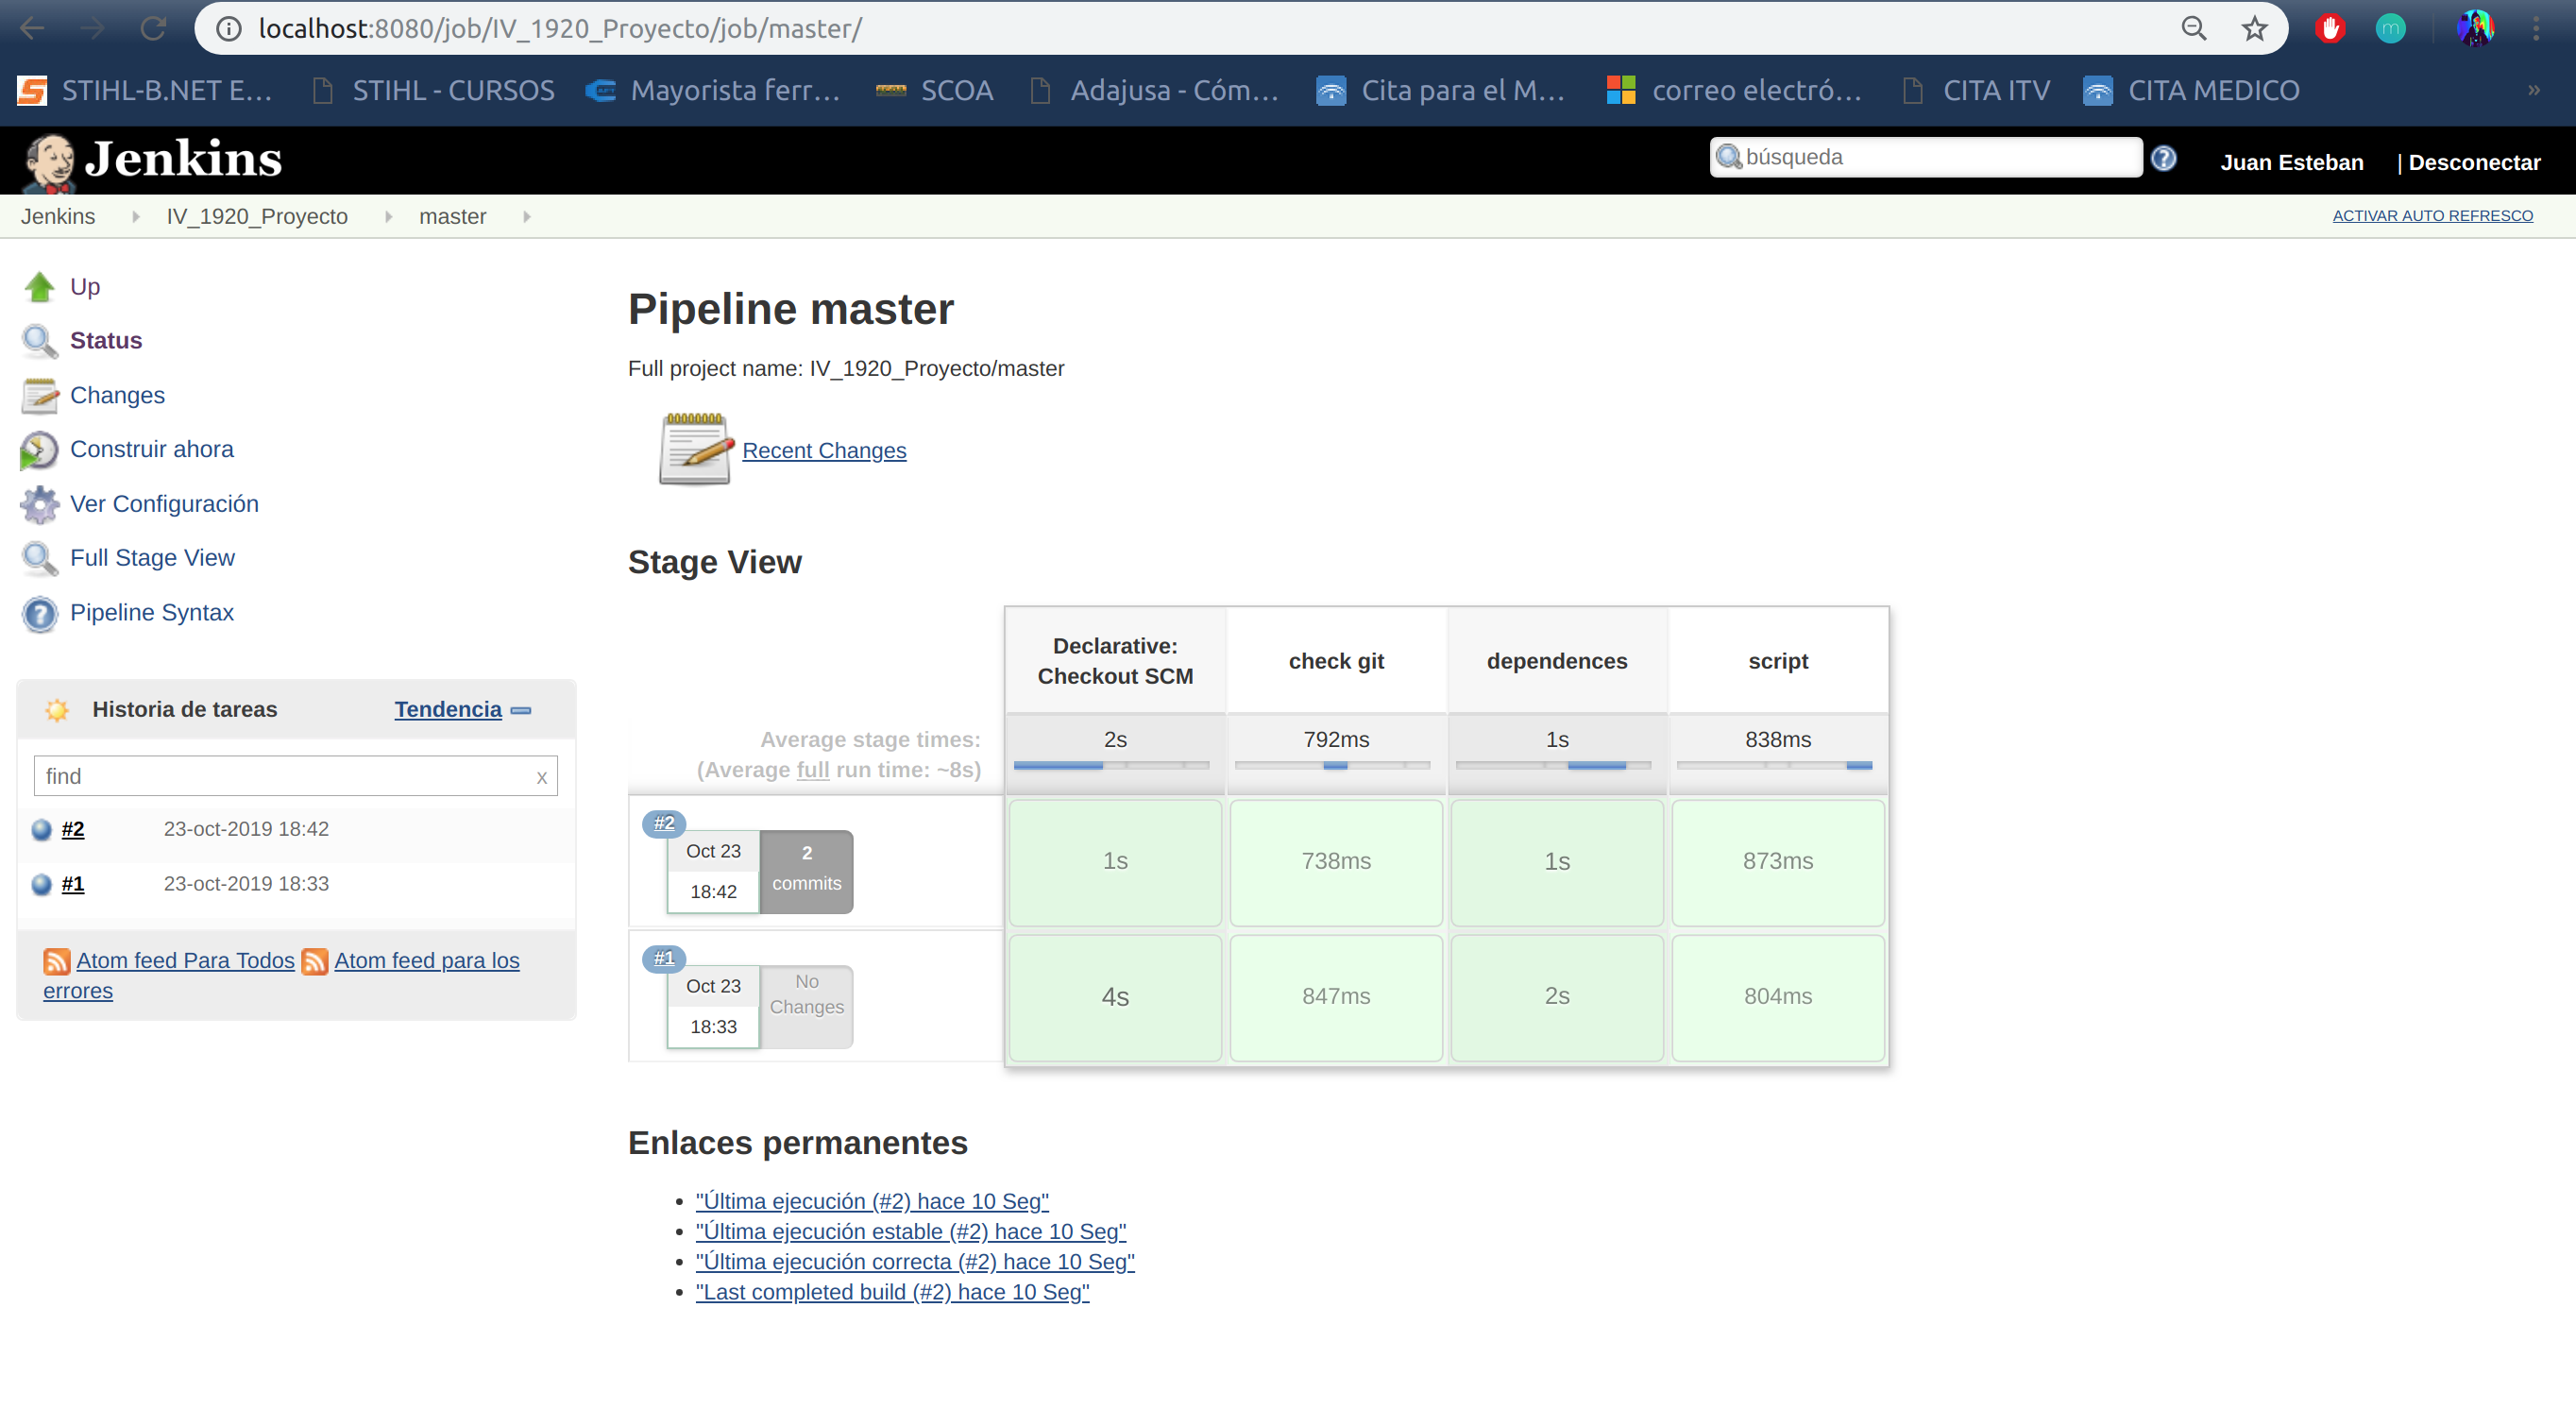 localhost:8080/job/IV_1920_Proyecto/job/master/
STIHL-B.NET E... STIHL - CURSOS Mayorista ferr... SCOA Adajusa - Cóm... Cita para el M... correo electró... CITA ITV CITA MEDICO »
Jenkins búsqueda Juan Esteban | Desconectar
Jenkins IV_1920_Proyecto master ACTIVAR AUTO REFRESCO
Up
Status
Changes
Construir ahora
Ver Configuración
Full Stage View
Pipeline Syntax
Historia de tareas Tendencia
find x
#2 23-oct-2019 18:42
#1 23-oct-2019 18:33
Atom feed Para Todos Atom feed para los
errores
Pipeline master
Full project name: IV_1920_Proyecto/master
Recent Changes
Stage View
Declarative:
Checkout SCM check git dependences script
Average stage times:
(Average full run time: ~8s)
2s 792ms 1s 838ms
#2
Oct 23
18:42
2
commits
1s 738ms 1s 873ms
#1
Oct 23
18:33
No
Changes
4s 847ms 2s 804ms
Enlaces permanentes
"Última ejecución (#2) hace 10 Seg"
"Última ejecución estable (#2) hace 10 Seg"
"Última ejecución correcta (#2) hace 10 Seg"
"Last completed build (#2) hace 10 Seg"